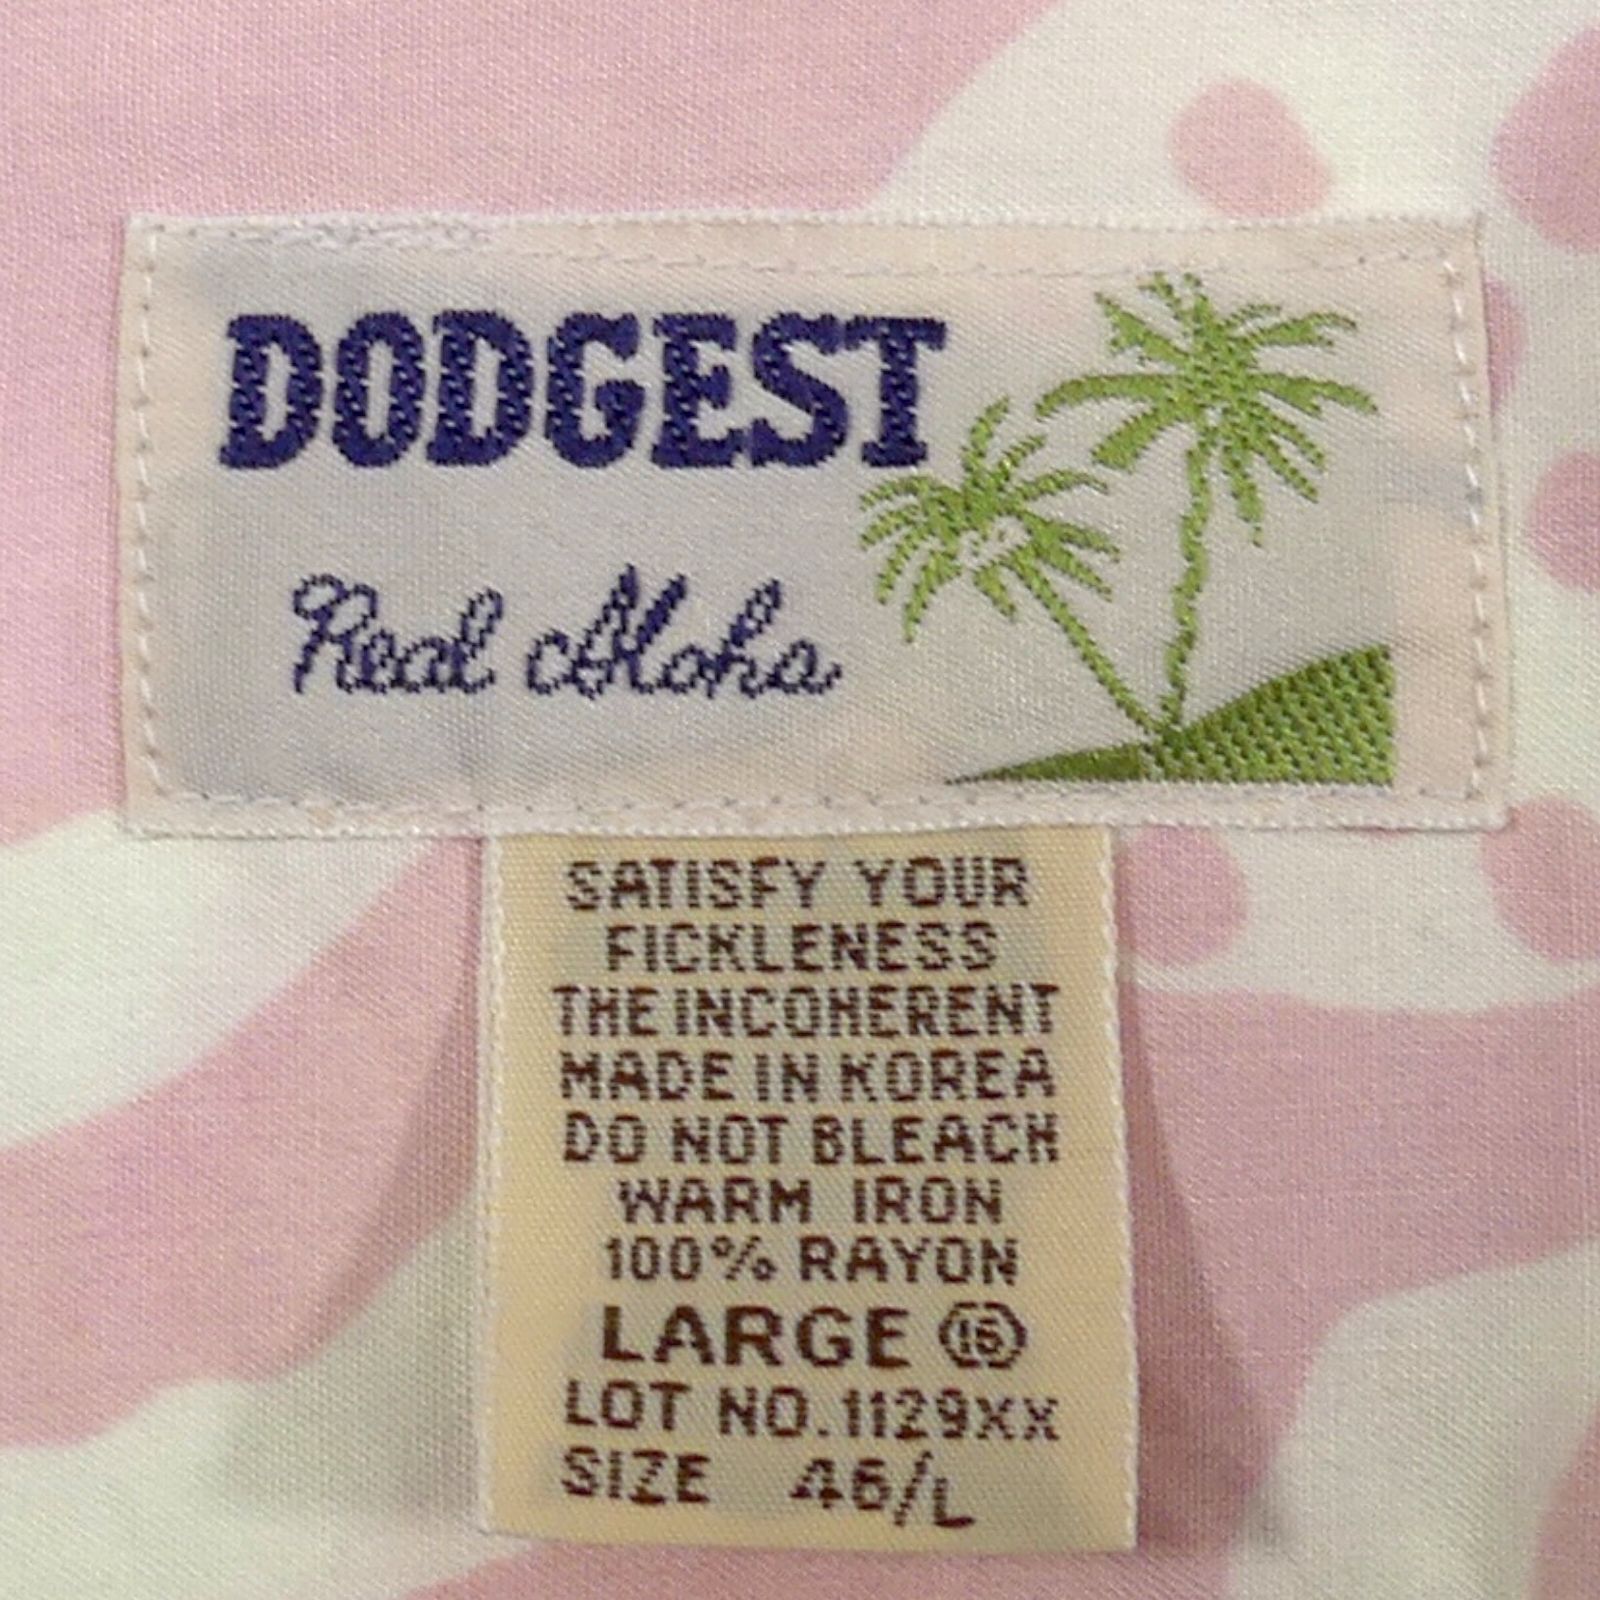 DODGEST
Real Aloha
SATISFY YOUR
FICKLENESS
THE INCOHERENT
MADE IN KOREA
DO NOT BLEACH
WARM IRON
100% RAYON
LARGE 16
LOT NO.1129XX
SIZE 46/L